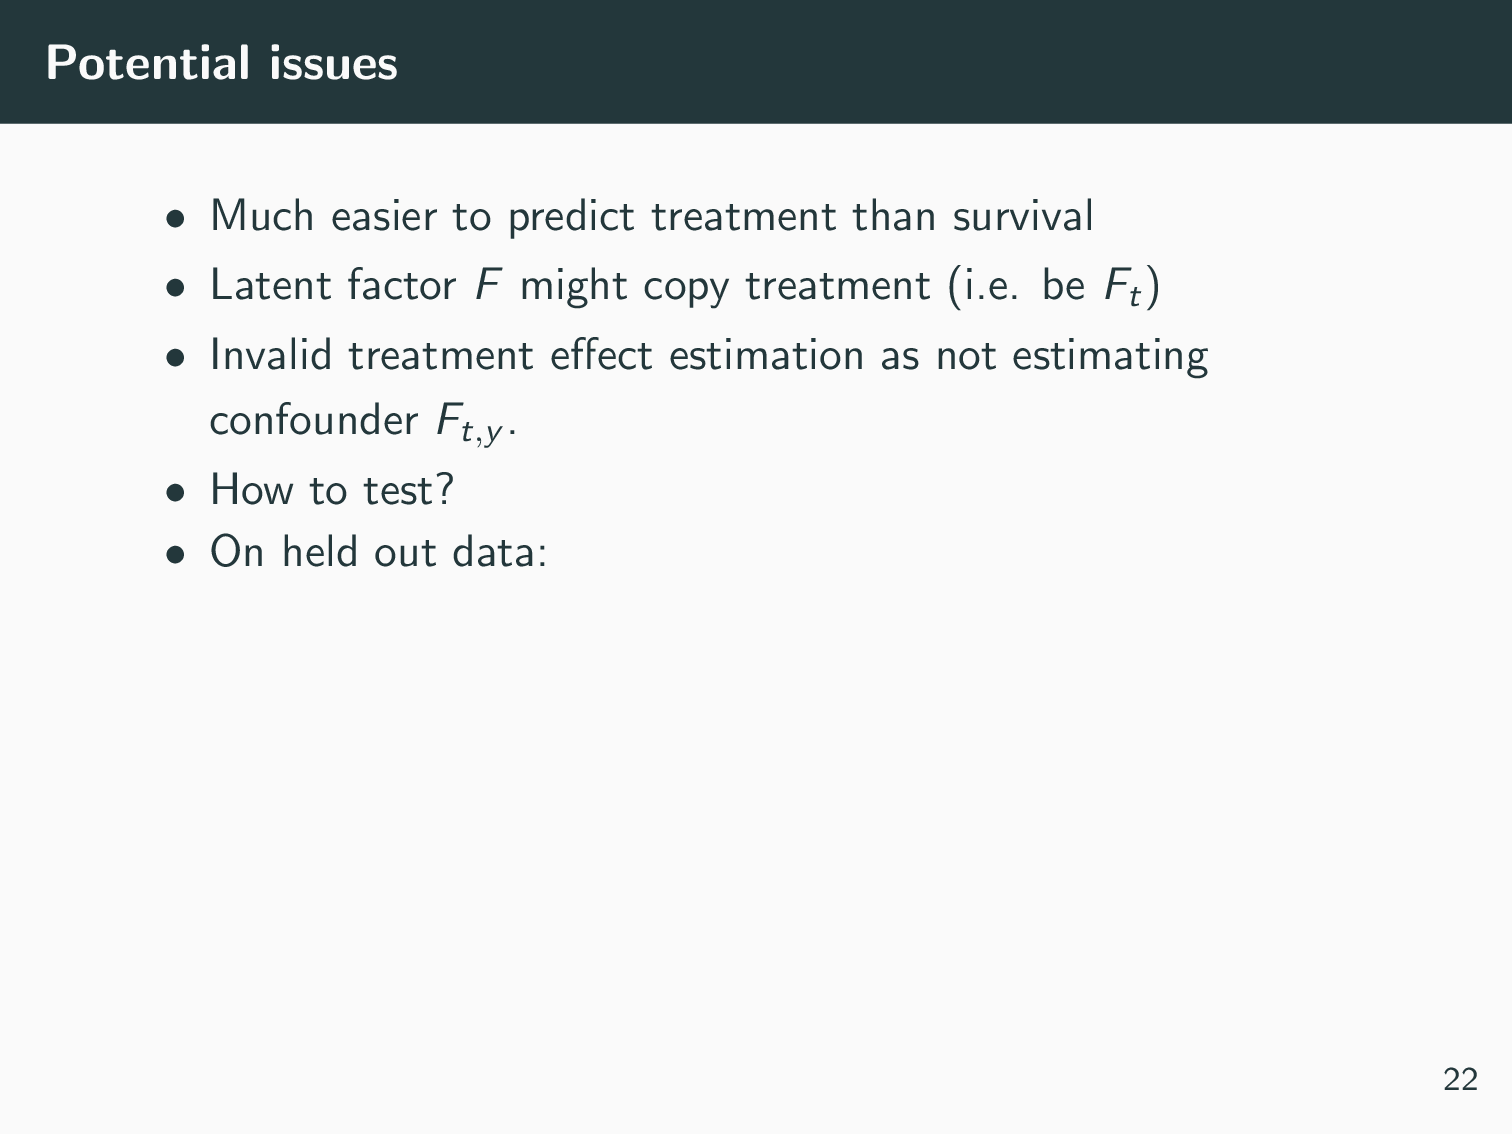 Potential issues
• Much easier to predict treatment than survival
• Latent factor F might copy treatment (i.e. be F_t)
• Invalid treatment effect estimation as not estimating
confounder F_{t,y}.
• How to test?
• On held out data:
22